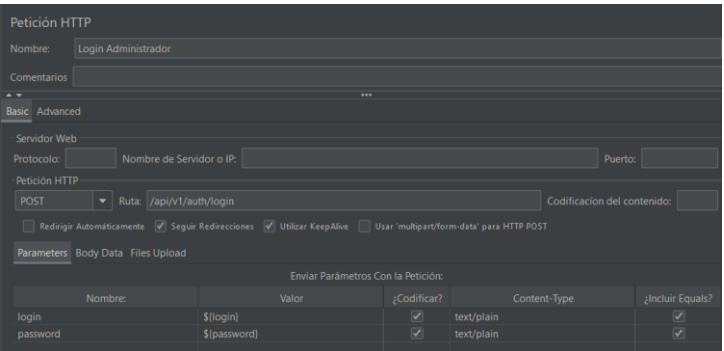 Petición HTTP
Nombre: Login Administrador
Comentarios
Basic Advanced
Servidor Web
Protocolo: Nombre de Servidor o IP: Puerto:
Petición HTTP
POST Ruta: /api/v1/auth/login Codificacíon del contenido:
Redirigir Automáticamente Seguir Redirecciones Utilizar KeepAlive Usar 'multipart/form-data' para HTTP POST
Parameters Body Data Files Upload
Enviar Parámetros Con la Petición:
Nombre: Valor ¿Codificar? Content-Type ¿Incluir Equals?
login ${login} text/plain
password ${password} text/plain